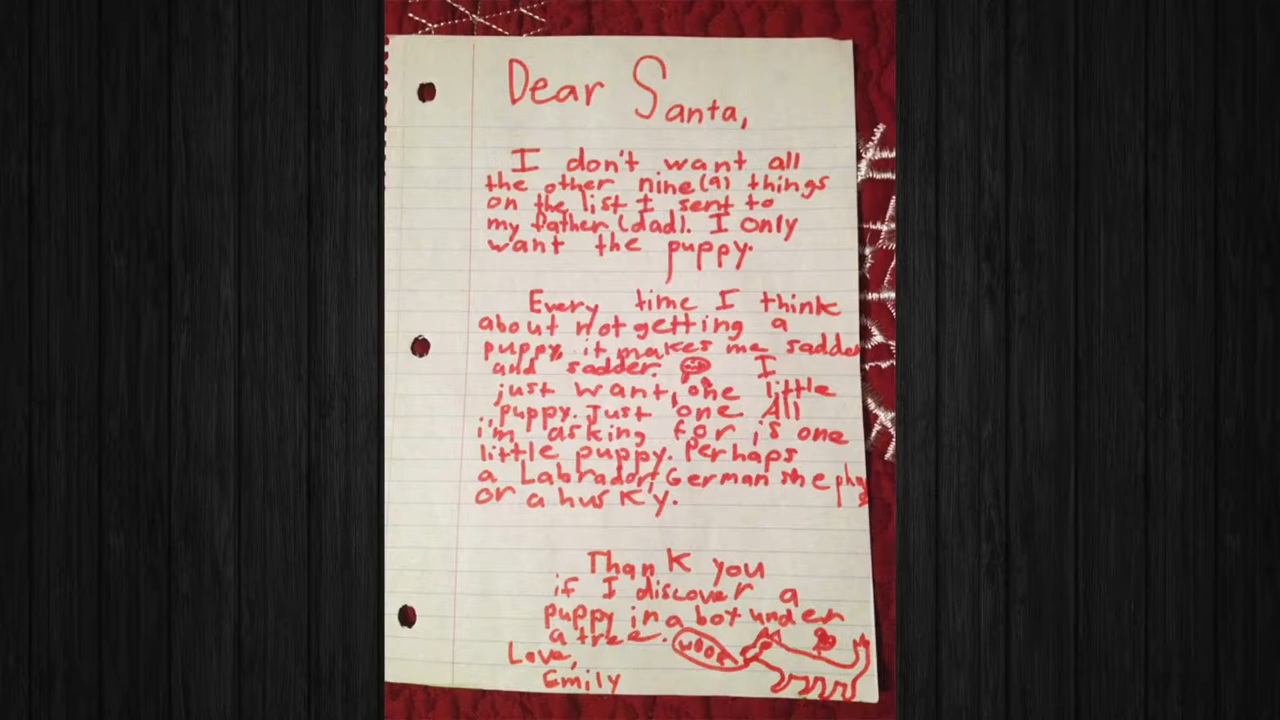 Dear Santa,
I don't want all
the other nine(9) things
on the list I sent to
my father (dad). I only
want the puppy.
Every time I think
about not getting a
puppy, it makes me sadder
and sadder. I
just want, one little
puppy. Just one All
i'm asking for is one
little puppy. Perhaps
a Labrador, German
or a husky.
Thank you
if I discover a
puppy in a box under
a tree.
woof
Love,
Emily